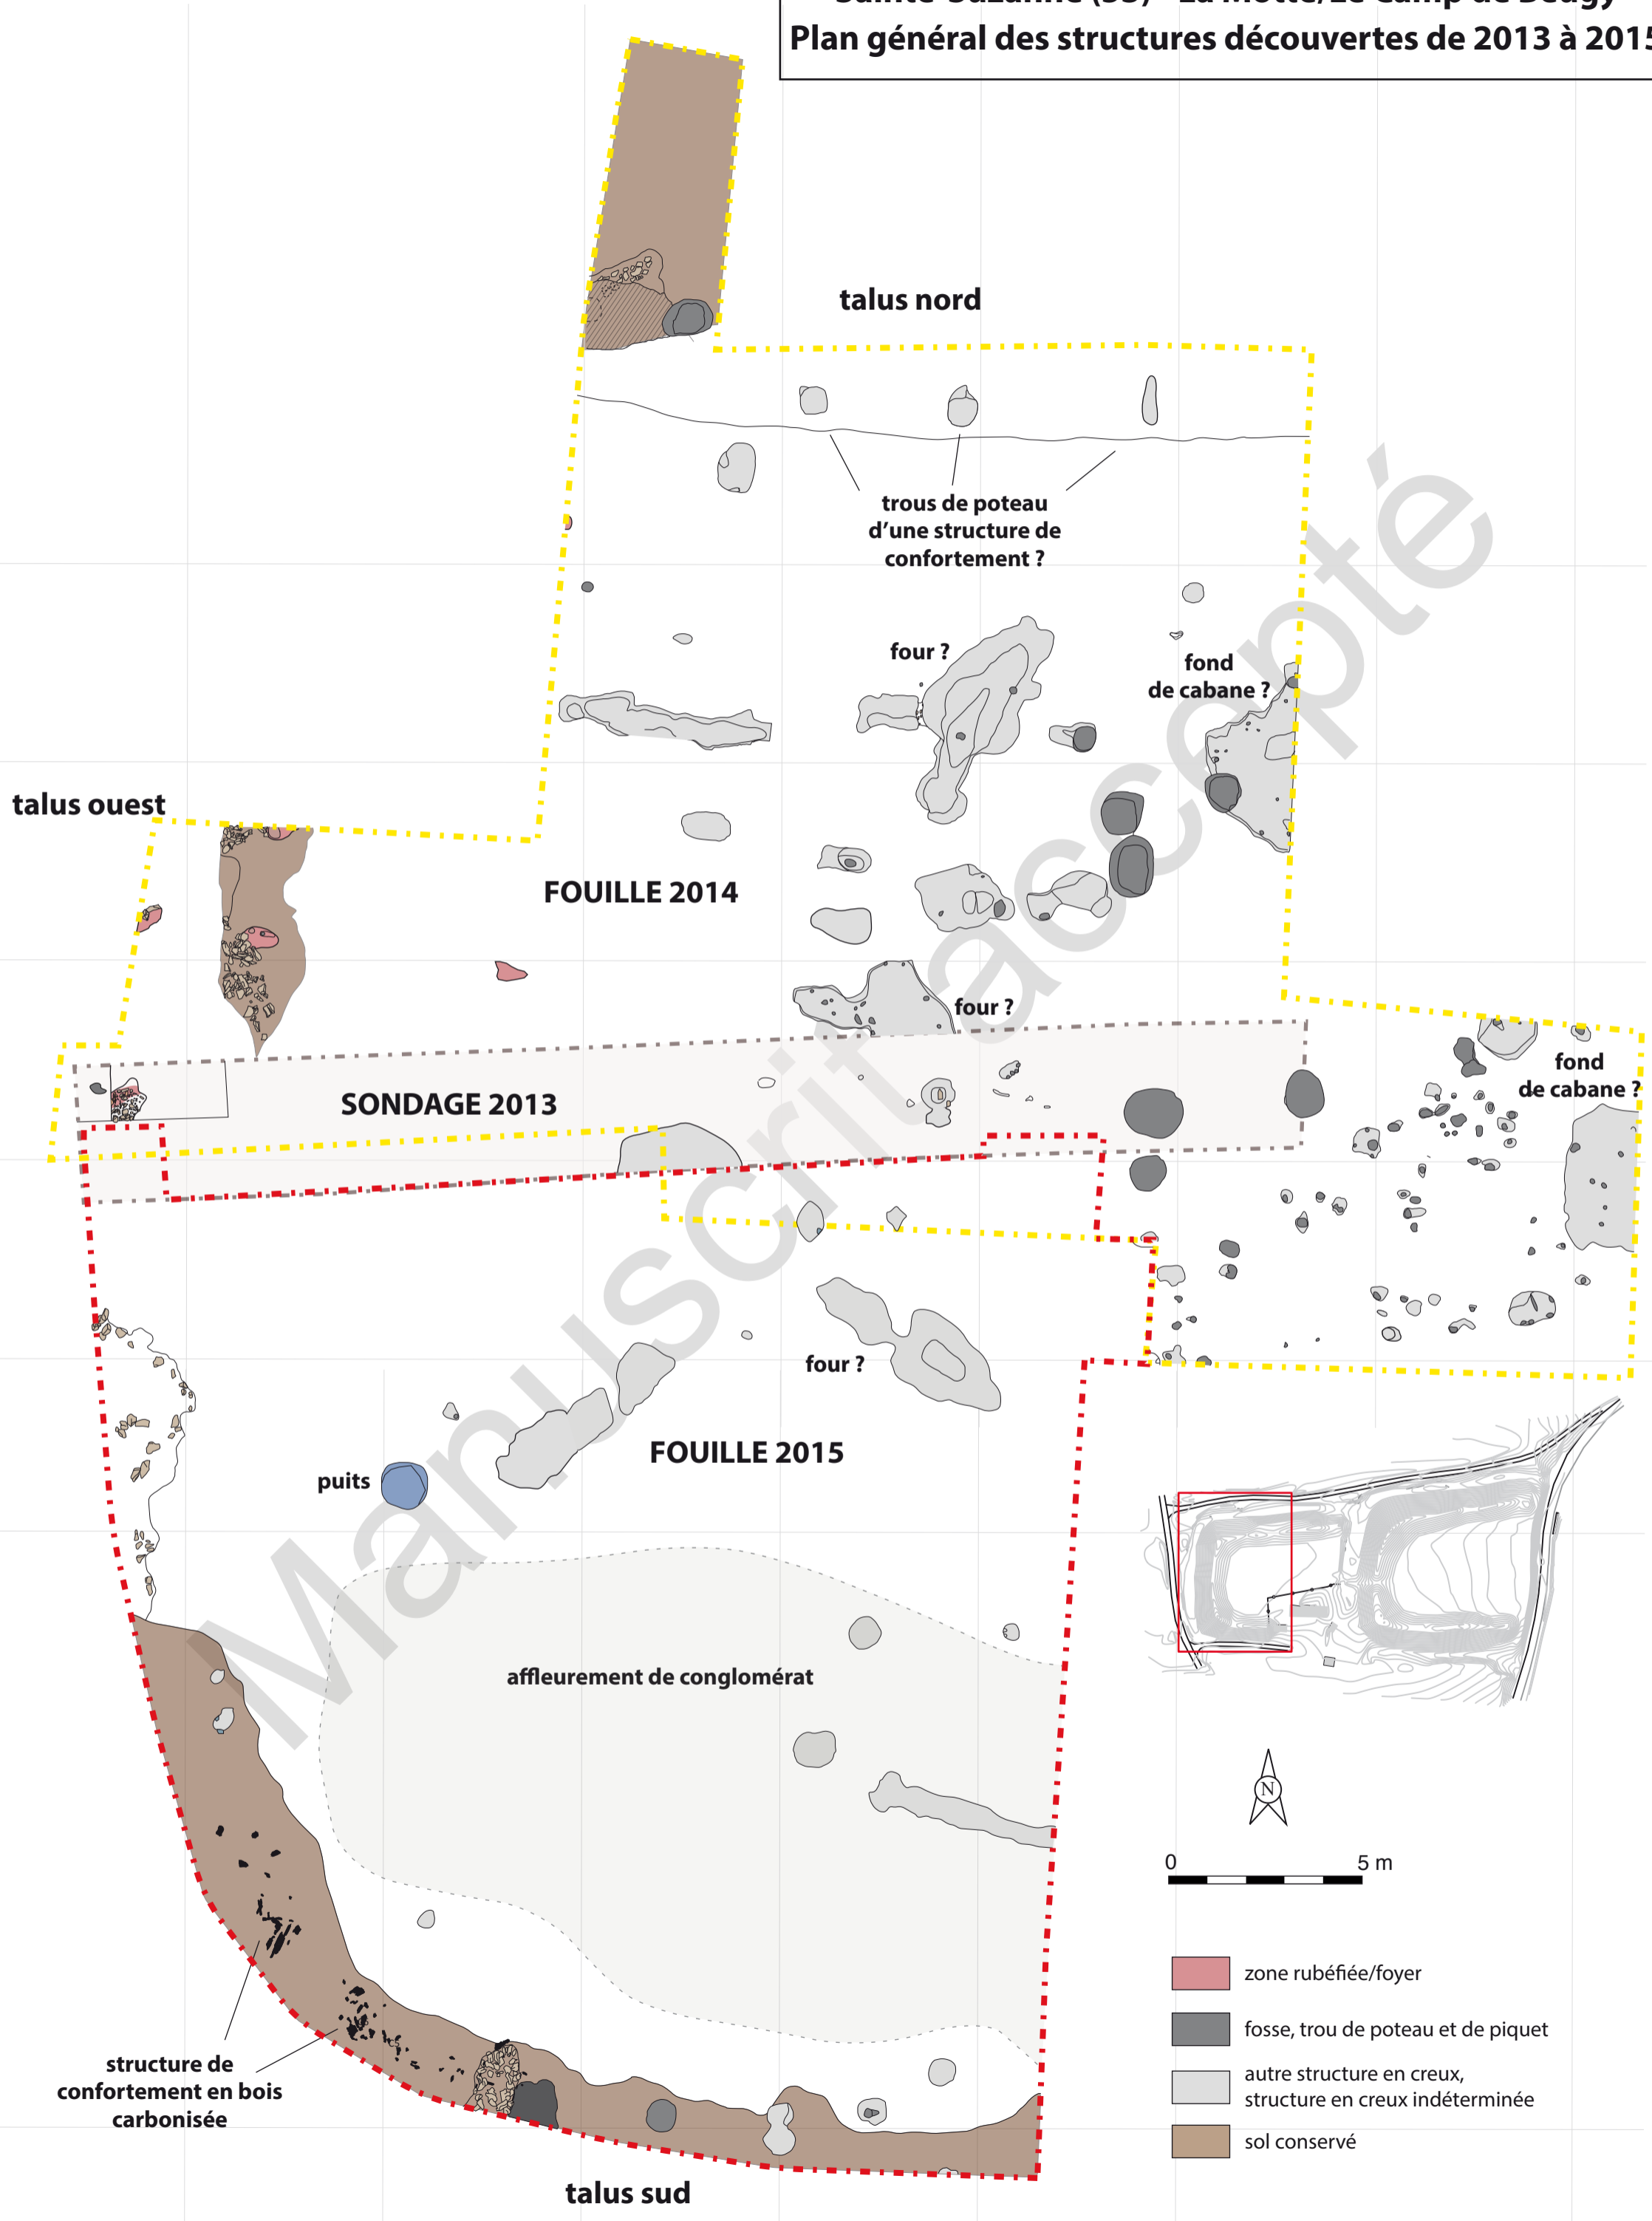 Plan général des structures découvertes de 2013 à 2015
talus nord
trous de poteau
d’une structure de
confortement ?
four ?
fond
de cabane ?
talus ouest
FOUILLE 2014
four ?
fond
de cabane ?
SONDAGE 2013
four ?
FOUILLE 2015
puits
affleurement de conglomérat
N
0 5 m
zone rubéfiée/foyer
fosse, trou de poteau et de piquet
autre structure en creux,
structure en creux indéterminée
sol conservé
structure de
confortement en bois
carbonisée
talus sud
Manuscrit accepté